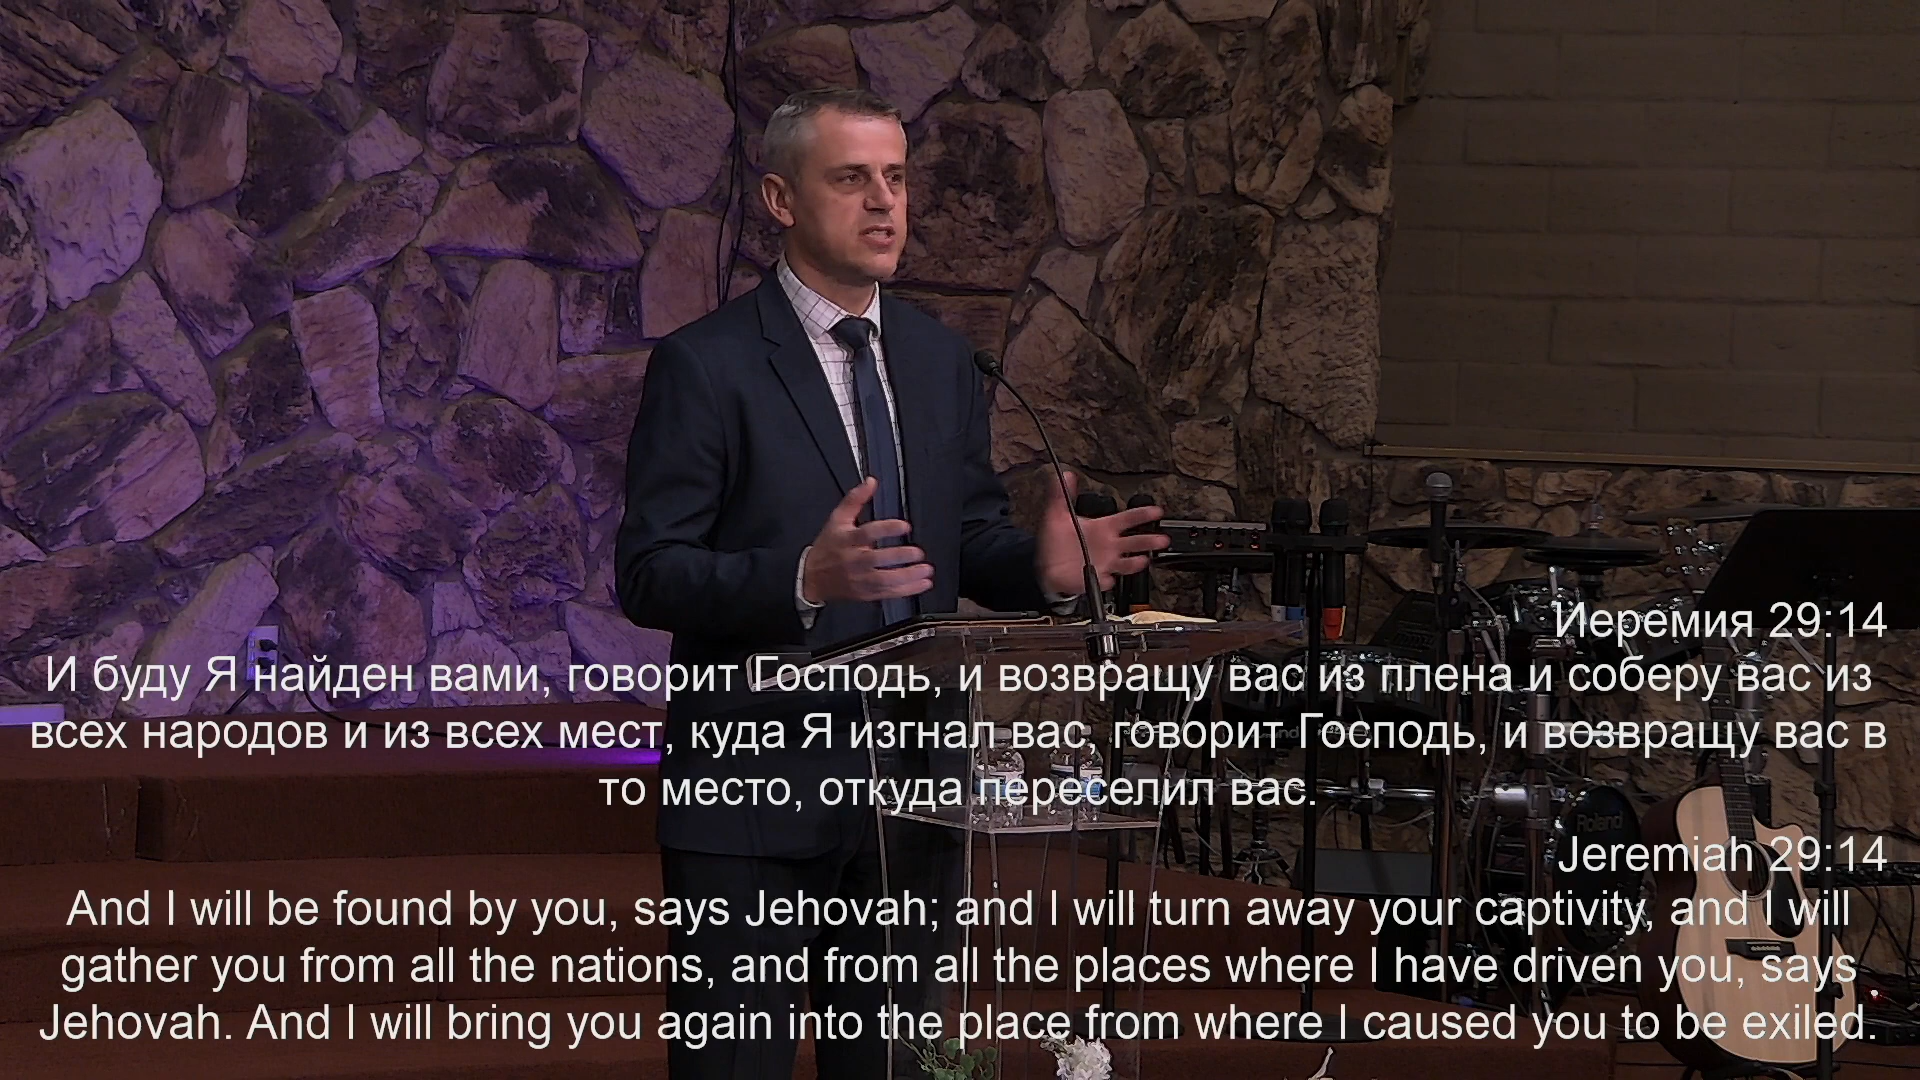 Иеремия 29:14
И буду Я найден вами, говорит Господь, и возвращу вас из плена и соберу вас из
всех народов и из всех мест, куда Я изгнал вас, говорит Господь, и возвращу вас в
то место, откуда переселил вас.
Roland
Jeremiah 29:14
And I will be found by you, says Jehovah; and I will turn away your captivity, and I will
gather you from all the nations, and from all the places where I have driven you, says
Jehovah. And I will bring you again into the place from where I caused you to be exiled.